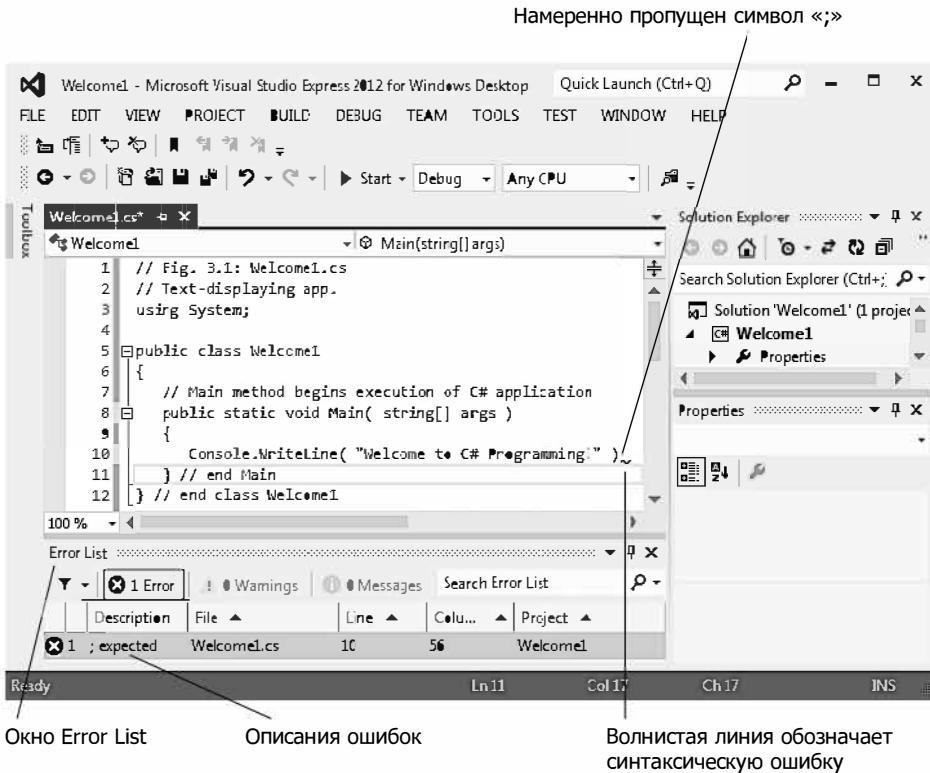 Намеренно пропущен символ «;»
Welcome1 - Microsoft Visual Studio Express 2012 for Windows Desktop
Quick Launch (Ctrl+Q)
FILE EDIT VIEW PROJECT BUILD DEBUG TEAM TOOLS TEST WINDOW HELP
Start Debug Any CPU
Toolbox
Welcome1.cs*
Solution Explorer
Welcome1 Main(string[] args)
Search Solution Explorer (Ctrl+;
1 // Fig. 3.1: Welcome1.cs
2 // Text-displaying app.
3 using System;
4
5 public class Welcome1
6 {
7 // Main method begins execution of C# application
8 public static void Main( string[] args )
9 {
10 Console.WriteLine( "Welcome to C# Programming!" )
11 } // end Main
12 } // end class Welcome1
100 %
Solution 'Welcome1' (1 projec
C# Welcome1
Properties
Properties
Error List
1 Error 0 Warnings 0 Messages Search Error List
Description File Line Colu... Project
1 ; expected Welcome1.cs 10 56 Welcome1
Ready Ln 11 Col 17 Ch 17 INS
Окно Error List
Описания ошибок
Волнистая линия обозначает
синтаксическую ошибку